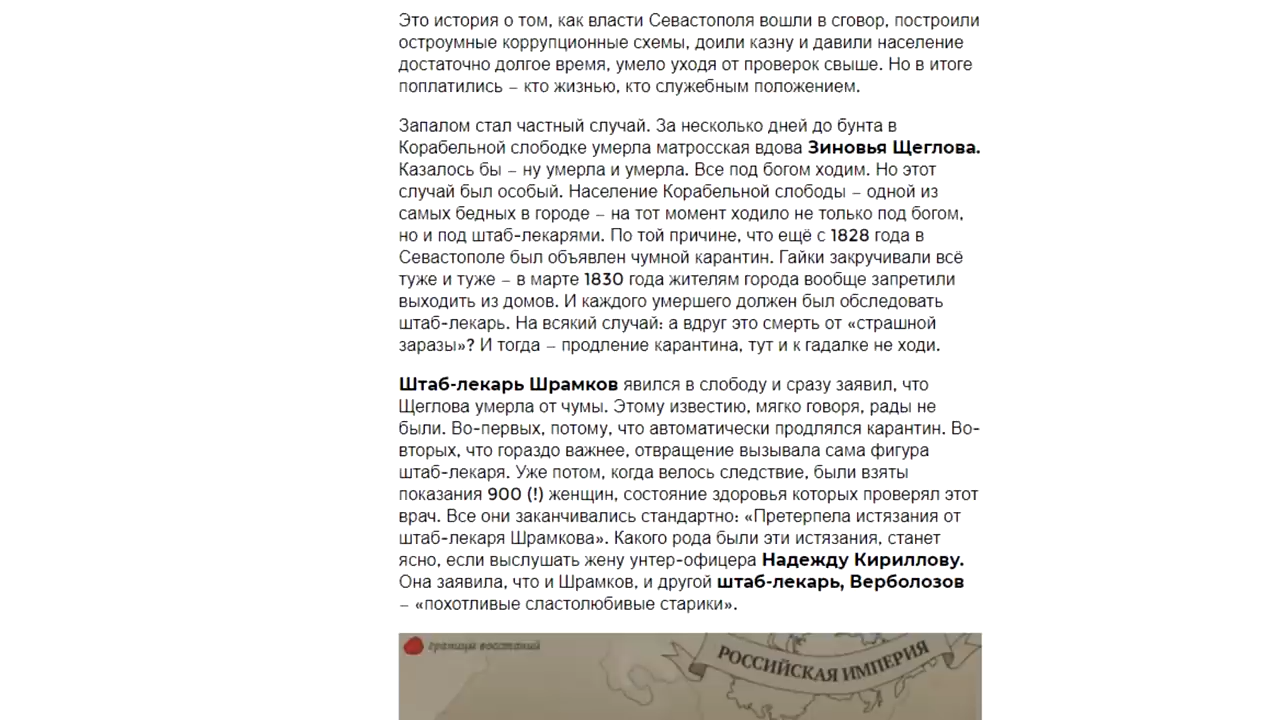 Это история о том, как власти Севастополя вошли в сговор, построили
остроумные коррупционные схемы, доили казну и давили население
достаточно долгое время, умело уходя от проверок свыше. Но в итоге
поплатились – кто жизнью, кто служебным положением.
Запалом стал частный случай. За несколько дней до бунта в
Корабельной слободке умерла матросская вдова Зиновья Щеглова.
Казалось бы – ну умерла и умерла. Все под богом ходим. Но этот
случай был особый. Население Корабельной слободы – одной из
самых бедных в городе – на тот момент ходило не только под богом,
но и под штаб-лекарями. По той причине, что ещё с 1828 года в
Севастополе был объявлен чумной карантин. Гайки закручивали всё
туже и туже – в марте 1830 года жителям города вообще запретили
выходить из домов. И каждого умершего должен был обследовать
штаб-лекарь. На всякий случай: а вдруг это смерть от «страшной
заразы»? И тогда – продление карантина, тут и к гадалке не ходи.
Штаб-лекарь Шрамков явился в слободу и сразу заявил, что
Щеглова умерла от чумы. Этому известию, мягко говоря, рады не
были. Во-первых, потому, что автоматически продлялся карантин. Во-
вторых, что гораздо важнее, отвращение вызывала сама фигура
штаб-лекаря. Уже потом, когда велось следствие, были взяты
показания 900 (!) женщин, состояние здоровья которых проверял этот
врач. Все они заканчивались стандартно: «Претерпела истязания от
штаб-лекаря Шрамкова». Какого рода были эти истязания, станет
ясно, если выслушать жену унтер-офицера Надежду Кириллову.
Она заявила, что и Шрамков, и другой штаб-лекарь, Верболозов
– «похотливые сластолюбивые старики».
границы восстаний
РОССИЙСКАЯ ИМПЕРИЯ